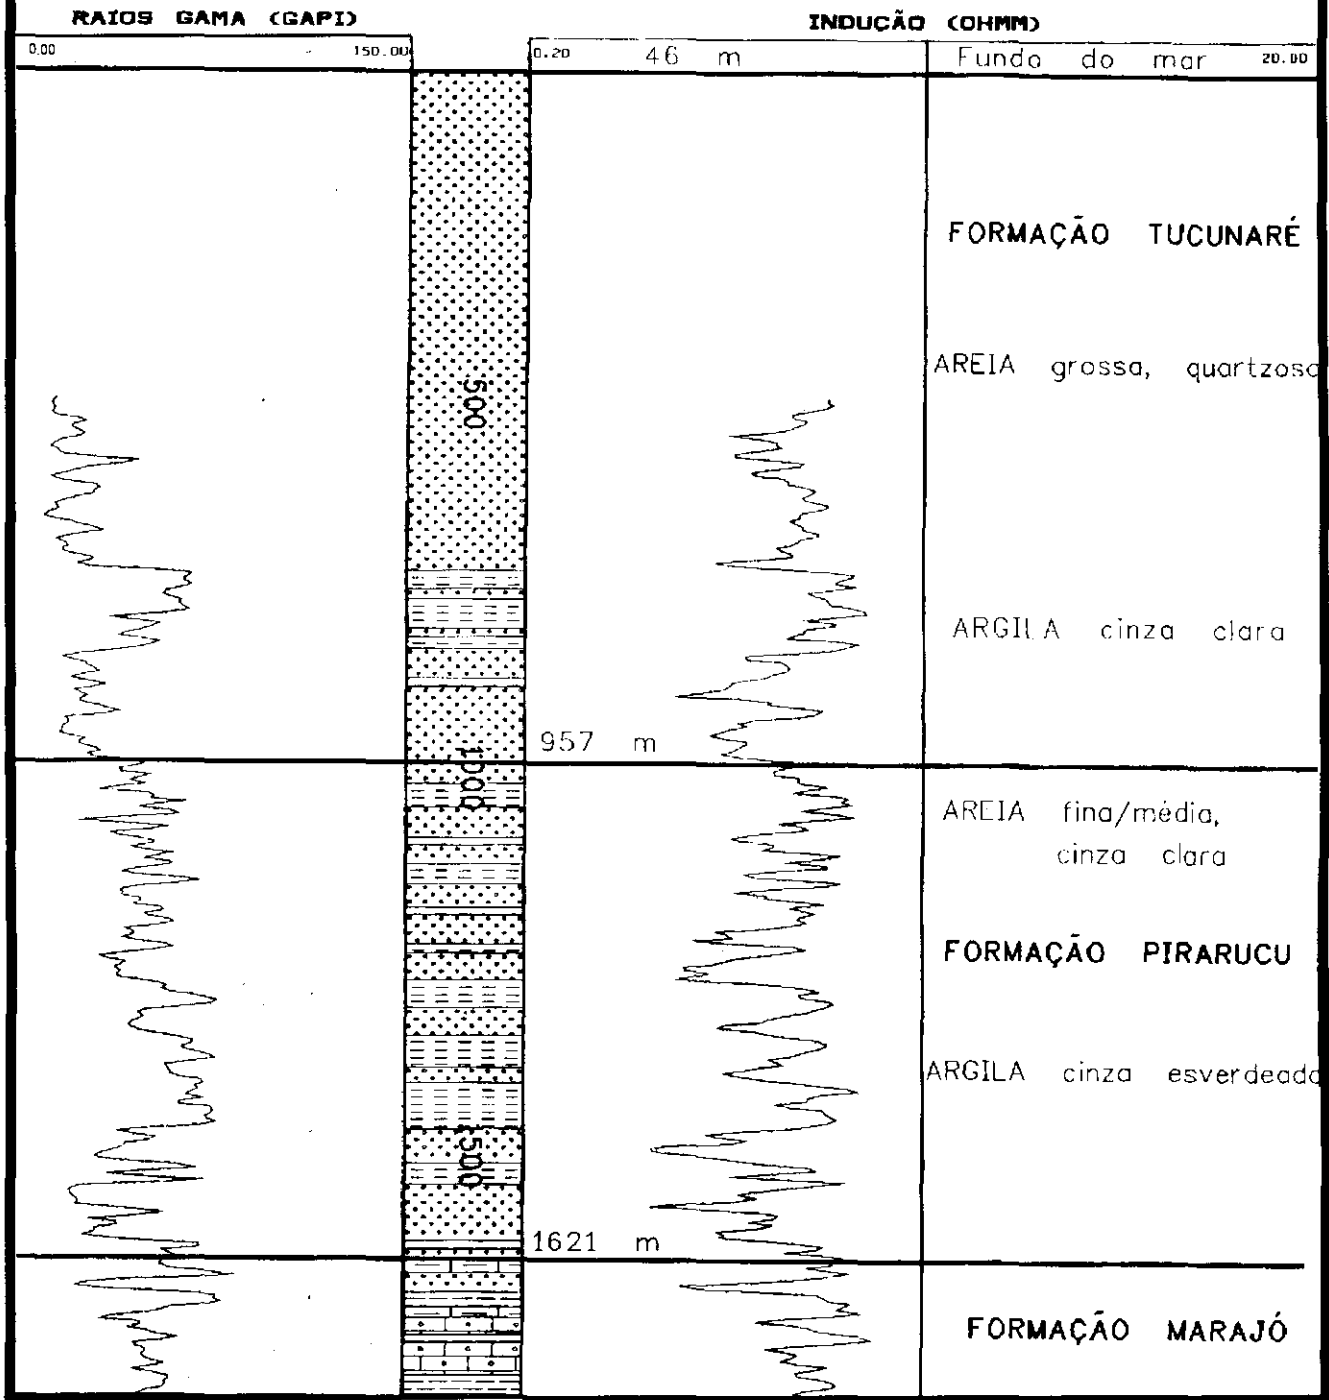 RAIOS GAMA (GAPI)
INDUÇÃO (OHMM)
0.00 150.00 0.20 46 m Fundo do mar 20.00
FORMAÇÃO TUCUNARÉ
AREIA grossa, quartzosa
500
ARGILA cinza clara
957 m
1000
AREIA fina/média,
cinza clara
FORMAÇÃO PIRARUCU
ARGILA cinza esverdeada
1500
1621 m
FORMAÇÃO MARAJÓ